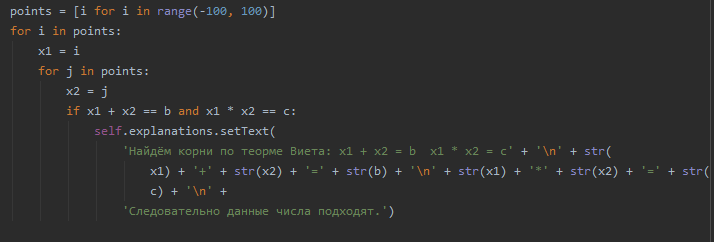 points = [i for i in range(-100, 100)]
for i in points:
x1 = i
for j in points:
x2 = j
if x1 + x2 == b and x1 * x2 == c:
self.explanations.setText(
'Найдём корни по теорме Виета: x1 + x2 = b  x1 * x2 = c' + '\n' + str(
x1) + '+' + str(x2) + '=' + str(b) + '\n' + str(x1) + '*' + str(x2) + '=' + str(
c) + '\n' +
'Следовательно данные числа подходят.')